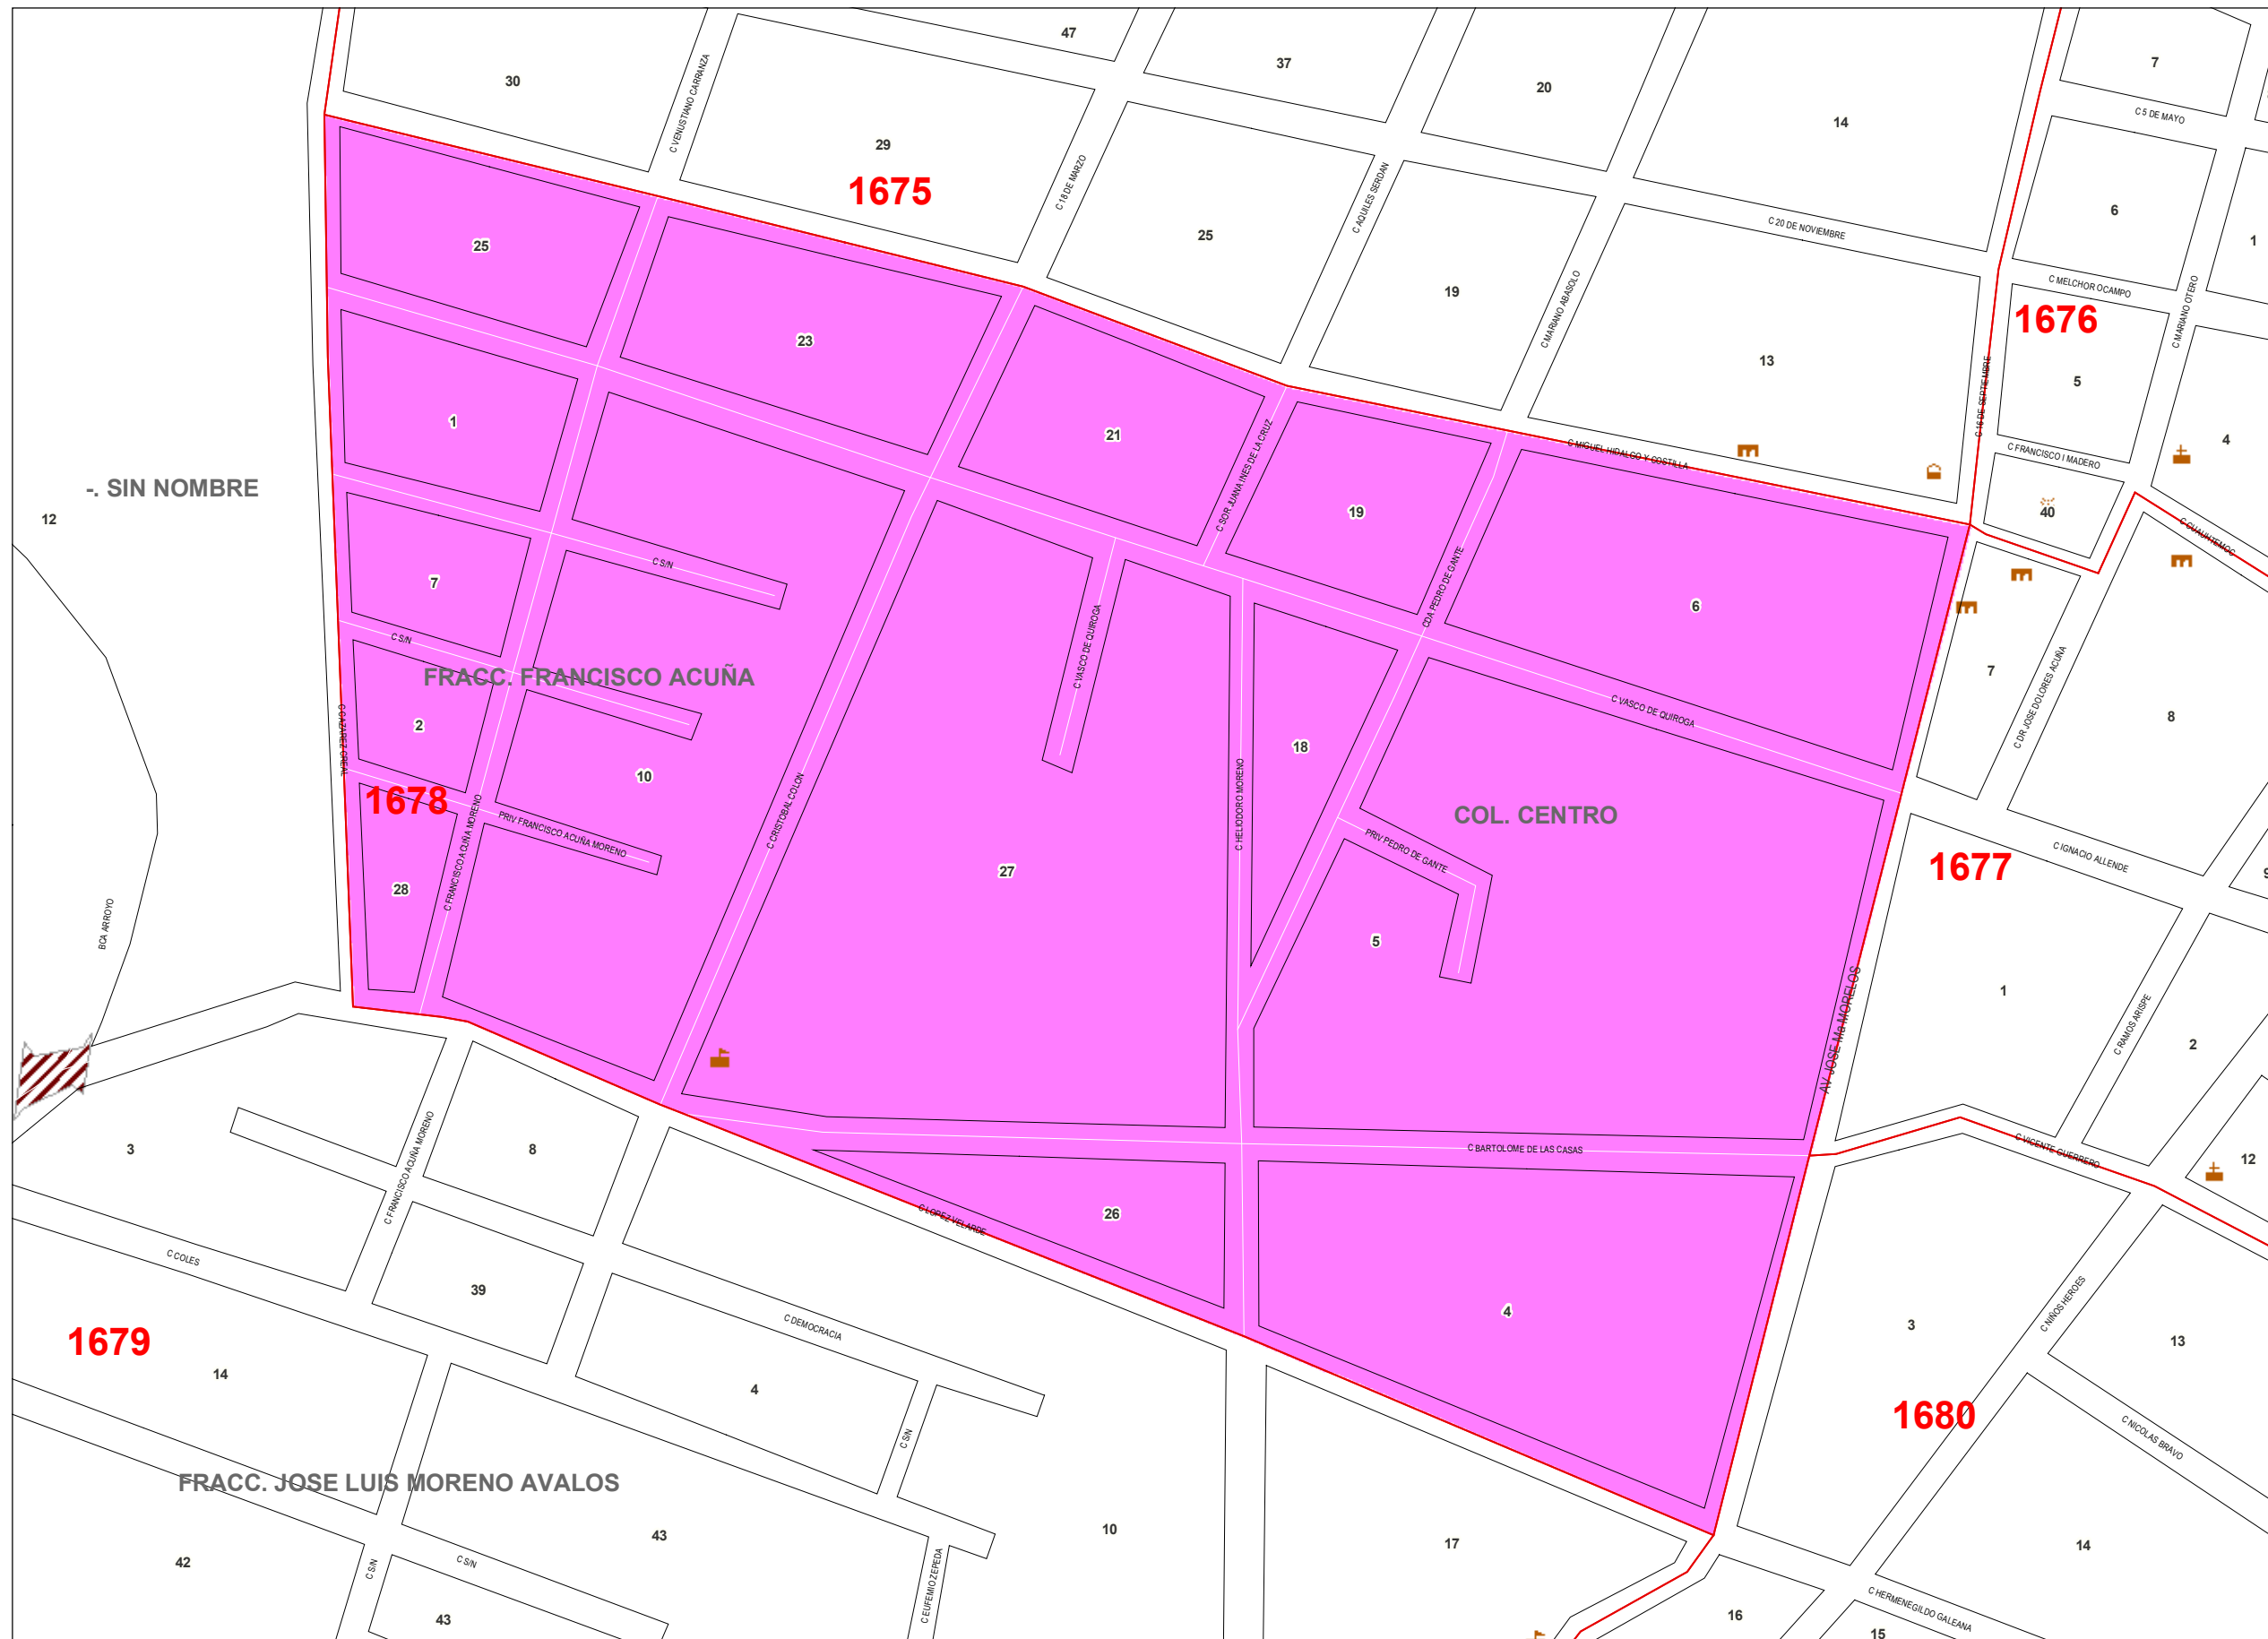 47
37
7
30
20
C VENUSTIANO CARRANZA
C 5 DE MAYO
14
29
C 18 DE MARZO
1675
C AQUILES SERDAN
6
25
C 20 DE NOVIEMBRE
1
25
C MELCHOR OCAMPO
C MARIANO OTERO
19
C MARIANO ABASOLO
1676
23
13
C 16 DE SEPTIEMBRE
5
1
21
C SOR JUANA INES DE LA CRUZ
C MIGUEL HIDALGO Y COSTILLA
C FRANCISCO I MADERO
4
-. SIN NOMBRE
12
19
40
C CUAUHTEMOC
C S/N
7
CDA PEDRO DE GANTE
6
C S/N
C VASCO DE QUIROGA
FRACC. FRANCISCO ACUÑA
7
C DR JOSE DOLORES ACUÑA
C VASCO DE QUIROGA
8
2
18
10
1678
C CRISTOBAL COLON
C HELIODORO MORENO
COL. CENTRO
PRIV FRANCISCO ACUÑA MORENO
C FRANCISCO ACUÑA MORENO
PRIV PEDRO DE GANTE
C IGNACIO ALLENDE
1677
27
28
9
BCA ARROYO
5
1
AV JOSE Ma MORELOS
C RAMOS ARISPE
2
3
8
C FRANCISCO ACUÑA MORENO
C BARTOLOME DE LAS CASAS
C VICENTE GUERRERO
12
26
C LOPEZ VELARDE
C COLES
39
4
3
C NIÑOS HEROES
13
C DEMOCRACIA
1679
14
4
1680
C NICOLAS BRAVO
C S/N
FRACC. JOSE LUIS MORENO AVALOS
43
10
17
14
42
C S/N
C S/N
C EUFEMIO ZEPEDA
C HERMENEGILDO GALEANA
43
16
15